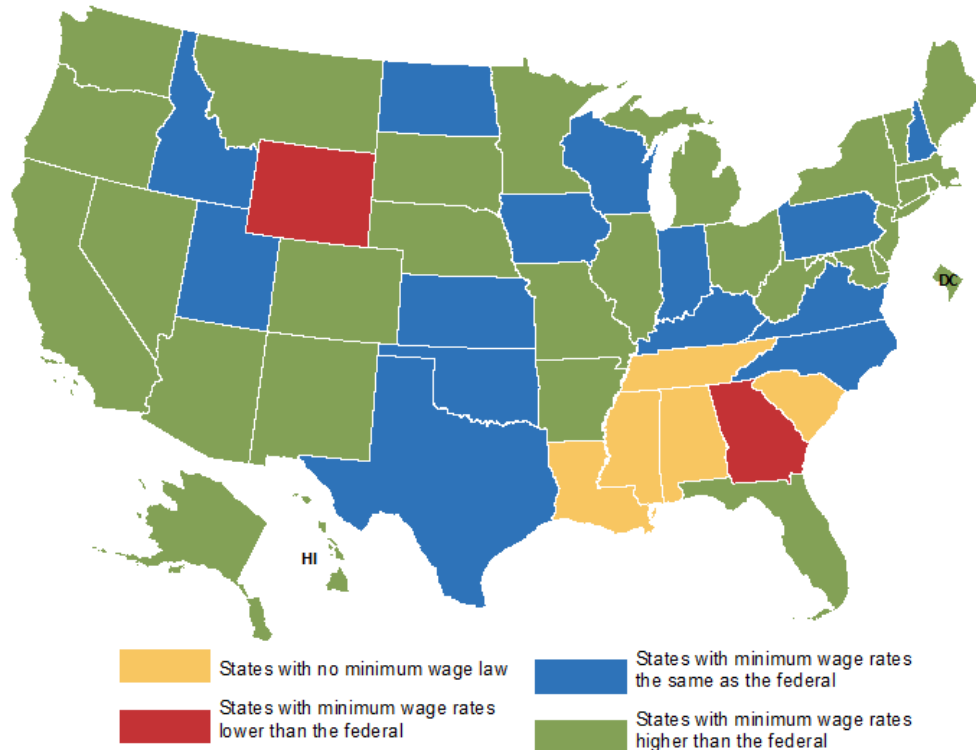 DC
HI
States with no minimum wage law
States with minimum wage rates
lower than the federal
States with minimum wage rates
the same as the federal
States with minimum wage rates
higher than the federal